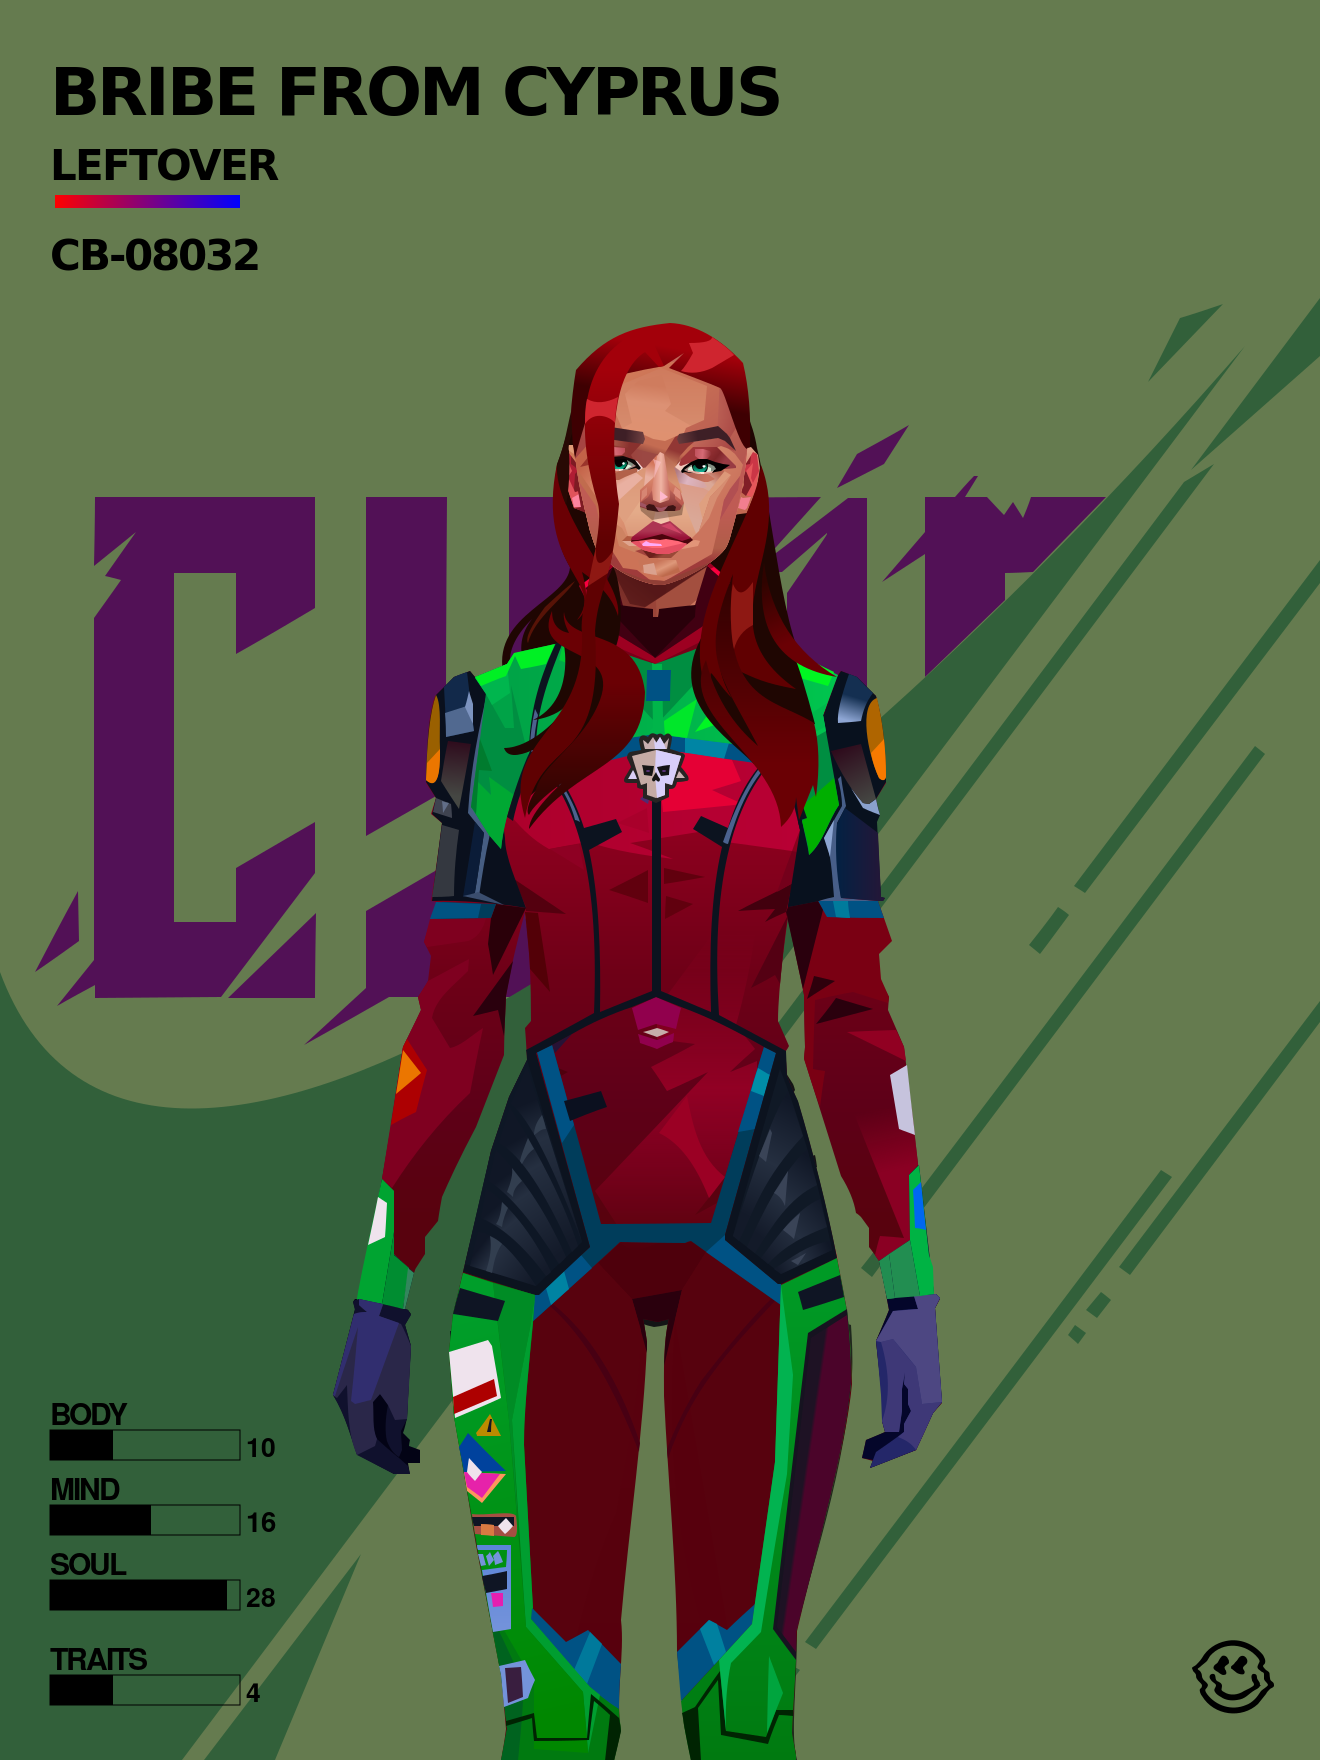 BRIBE FROM CYPRUS
LEFTOVER
CB-08032
BODY
10
MIND
16
SOUL
28
TRAITS
4